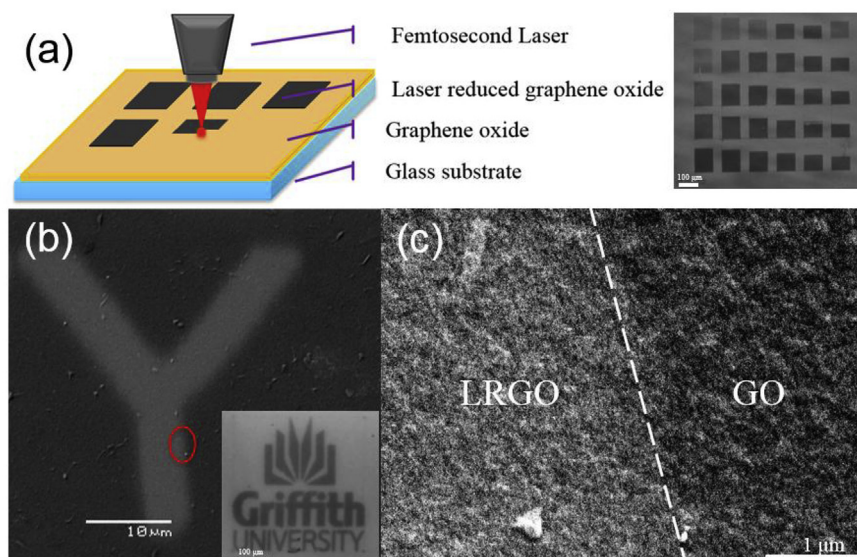 (a)
Femtosecond Laser
Laser reduced graphene oxide
Graphene oxide
Glass substrate
100 μm
(b)
10 μm
Griffith
UNIVERSITY
100 μm
(c)
LRGO
GO
1 μm